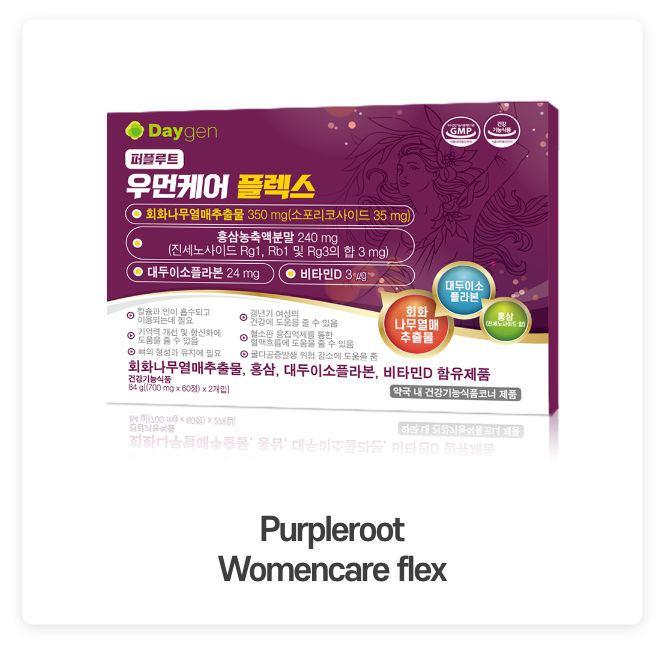 Daygen
GMP
건강
기능식품
퍼플루트
우먼케어 플렉스
회화나무열매추출물 350 mg(소포리코사이드 35 mg)
홍삼농축액분말 240 mg
(진세노사이드 Rg1, Rb1 및 Rg3의 합 3 mg)
대두이소플라본 24 mg
비타민D 3 μg
대두이소
플라본
회화
나무열매
추출물
홍삼
(진세노사이드 합)
칼슘과 인이 흡수되고
이용되는데 필요
기억력 개선 및 항산화에
도움을 줄 수 있음
뼈의 형성과 유지에 필요
갱년기 여성의
건강에 도움을 줄 수 있음
혈소판 응집억제를 통한
혈액흐름에 도움을 줄 수 있음
골다공증발생 위험 감소에 도움을 줌
회화나무열매추출물, 홍삼, 대두이소플라본, 비타민D 함유제품
건강기능식품
84 g[(700 mg x 60정) x 2개입]
약국 내 건강기능식품코너 제품
Purpleroot
Womencare flex